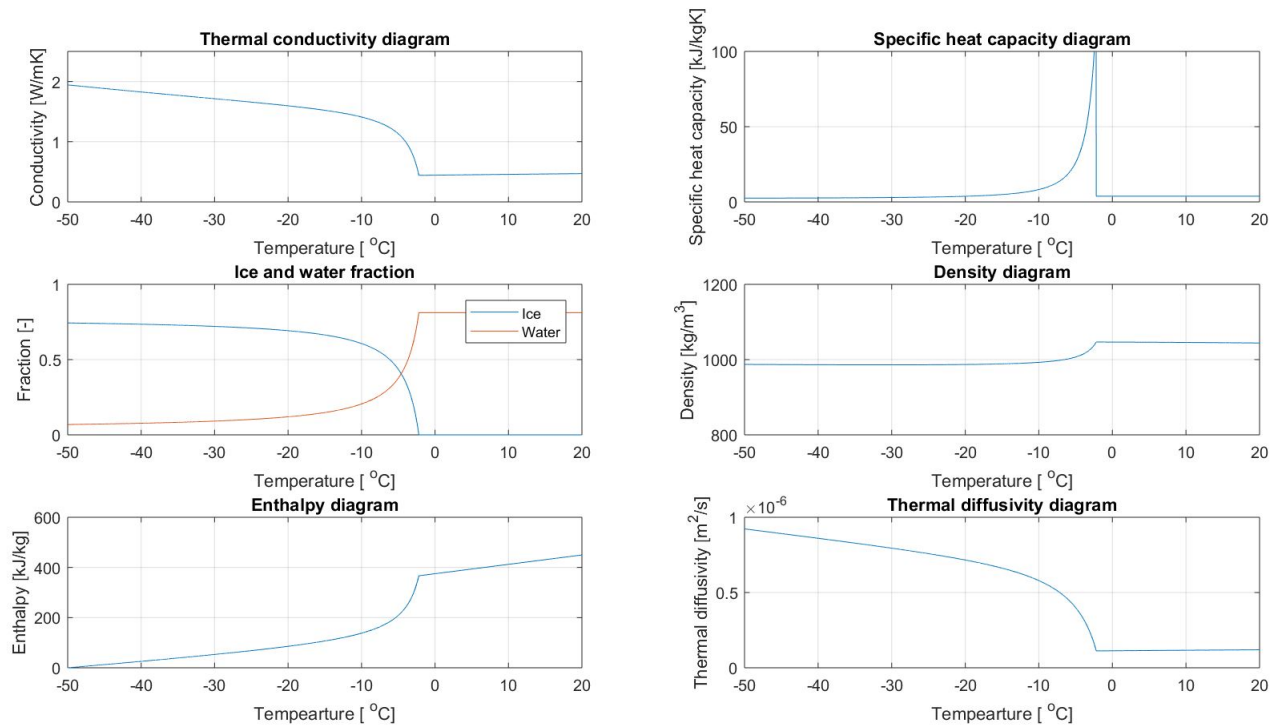 Thermal conductivity diagram
Conductivity [W/mK]
2
1
0
-50 -40 -30 -20 -10 0 10 20
Temperature [ °C]
Specific heat capacity diagram
Specific heat capacity [kJ/kgK]
100
50
0
-50 -40 -30 -20 -10 0 10 20
Temperature [ °C]
Ice and water fraction
Fraction [-]
1
0.5
0
Ice
Water
-50 -40 -30 -20 -10 0 10 20
Temperature [ °C]
Density diagram
Density [kg/m³]
1200
1000
800
-50 -40 -30 -20 -10 0 10 20
Temperature [ °C]
Enthalpy diagram
Enthalpy [kJ/kg]
600
400
200
0
-50 -40 -30 -20 -10 0 10 20
Tempearture [ °C]
Thermal diffusivity diagram
Thermal diffusivity [m²/s]
×10⁻⁶
1
0.5
0
-50 -40 -30 -20 -10 0 10 20
Tempearture [ °C]